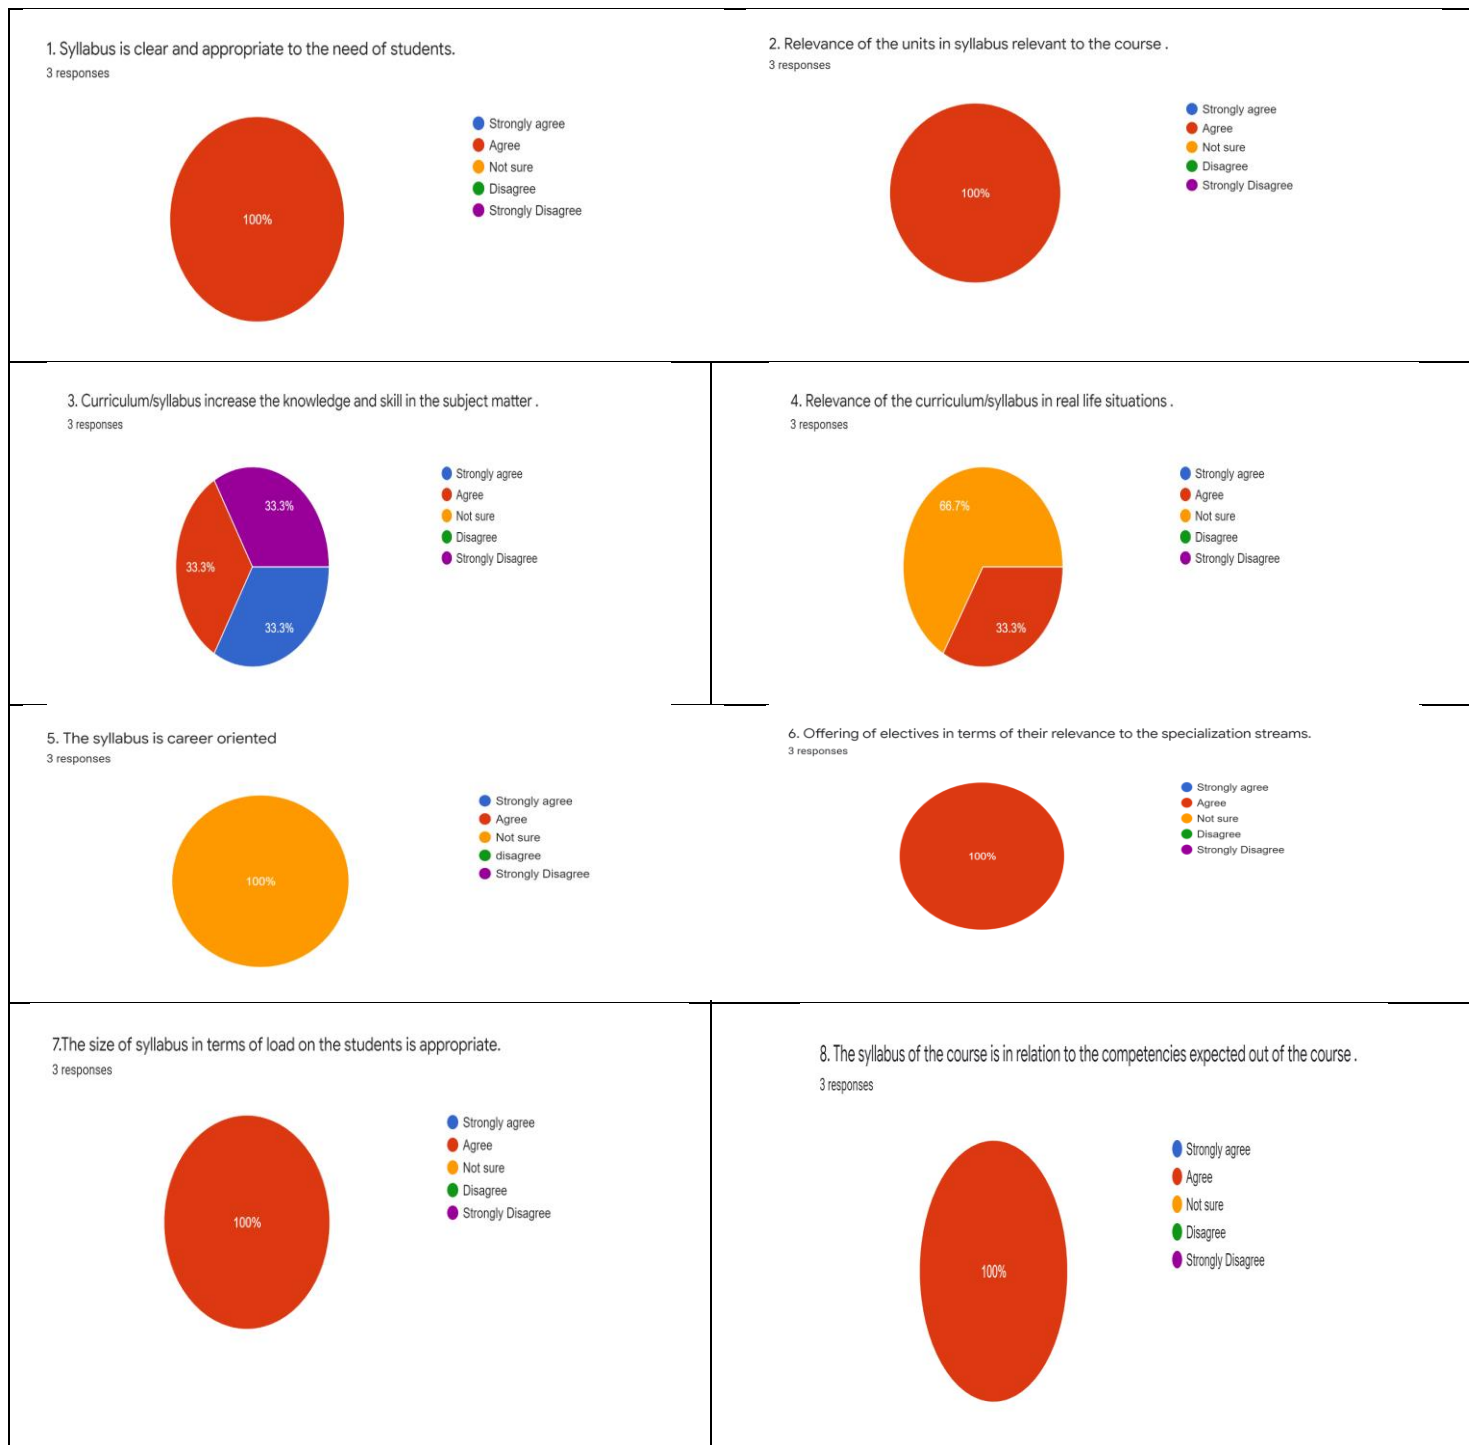 1. Syllabus is clear and appropriate to the need of students.
3 responses
Strongly agree
Agree
Not sure
Disagree
Strongly Disagree
100%
2. Relevance of the units in syllabus relevant to the course .
3 responses
Strongly agree
Agree
Not sure
Disagree
Strongly Disagree
100%
3. Curriculum/syllabus increase the knowledge and skill in the subject matter .
3 responses
Strongly agree
Agree
Not sure
Disagree
Strongly Disagree
33.3%
33.3%
33.3%
4. Relevance of the curriculum/syllabus in real life situations .
3 responses
Strongly agree
Agree
Not sure
Disagree
Strongly Disagree
66.7%
33.3%
5. The syllabus is career oriented
3 responses
Strongly agree
Agree
Not sure
disagree
Strongly Disagree
100%
6. Offering of electives in terms of their relevance to the specialization streams.
3 responses
Strongly agree
Agree
Not sure
Disagree
Strongly Disagree
100%
7.The size of syllabus in terms of load on the students is appropriate.
3 responses
Strongly agree
Agree
Not sure
Disagree
Strongly Disagree
100%
8. The syllabus of the course is in relation to the competencies expected out of the course .
3 responses
Strongly agree
Agree
Not sure
Disagree
Strongly Disagree
100%